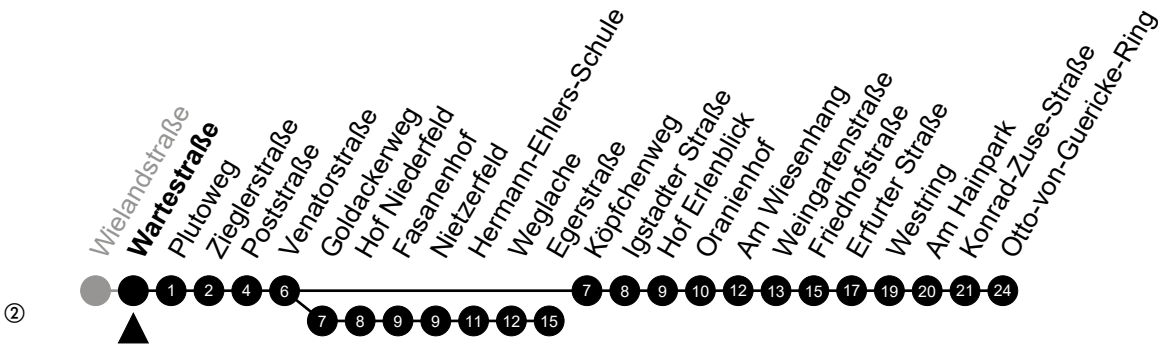 Wielandstraße
Wartestraße
Plutoweg
Zieglerstraße
Poststraße
Venatorstraße
Goldackerweg
Hof Niederfeld
Fasanenhof
Nietzerfeld
Hermann-Ehlers-Schule
Weglache
Egerstraße
Köpfchenweg
Igstadter Straße
Hof Erlenblick
Oranienhof
Am Wiesenhang
Weingartenstraße
Friedhofstraße
Erfurter Straße
Westring
Am Hainpark
Konrad-Zuse-Straße
Otto-von-Guericke-Ring
1 2 4 6 7 8 9 10 12 13 15 17 19 20 21 24
②
7 8 9 9 11 12 15